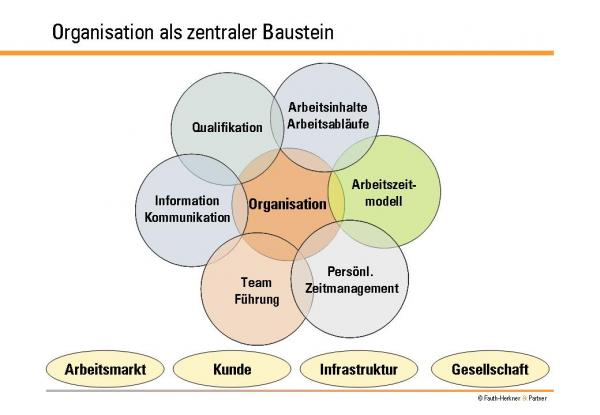 Organisation als zentraler Baustein
Qualifikation
Arbeitsinhalte
Arbeitsabläufe
Information
Kommunikation
Organisation
Arbeitszeit-
modell
Team
Führung
Persönl.
Zeitmanagement
Arbeitsmarkt
Kunde
Infrastruktur
Gesellschaft
© Fauth-Herkner & Partner